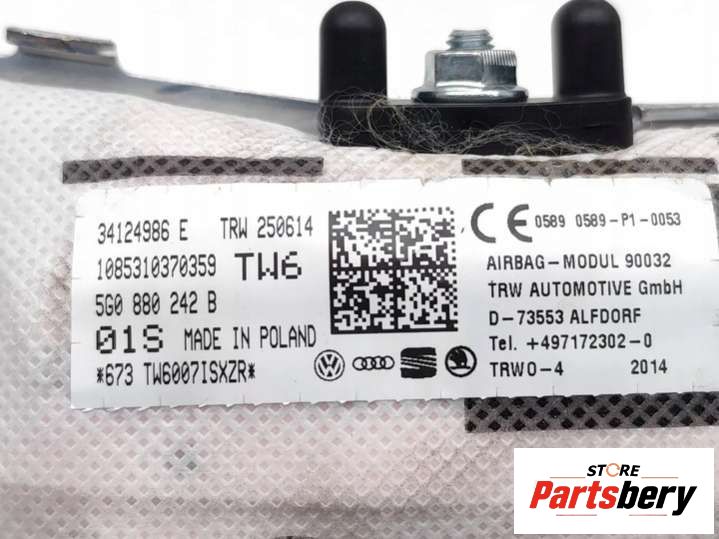 34124986 E TRW 250614
1085310370359 TW6
5G0 880 242 B
01S MADE IN POLAND
*673 TW6007ISXZR*
CE 0589 0589-P1-0053
AIRBAG-MODUL 90032
TRW AUTOMOTIVE GmbH
D-73553 ALFDORF
Tel. +497172302-0
TRWO-4 2014
STORE
Partsbery